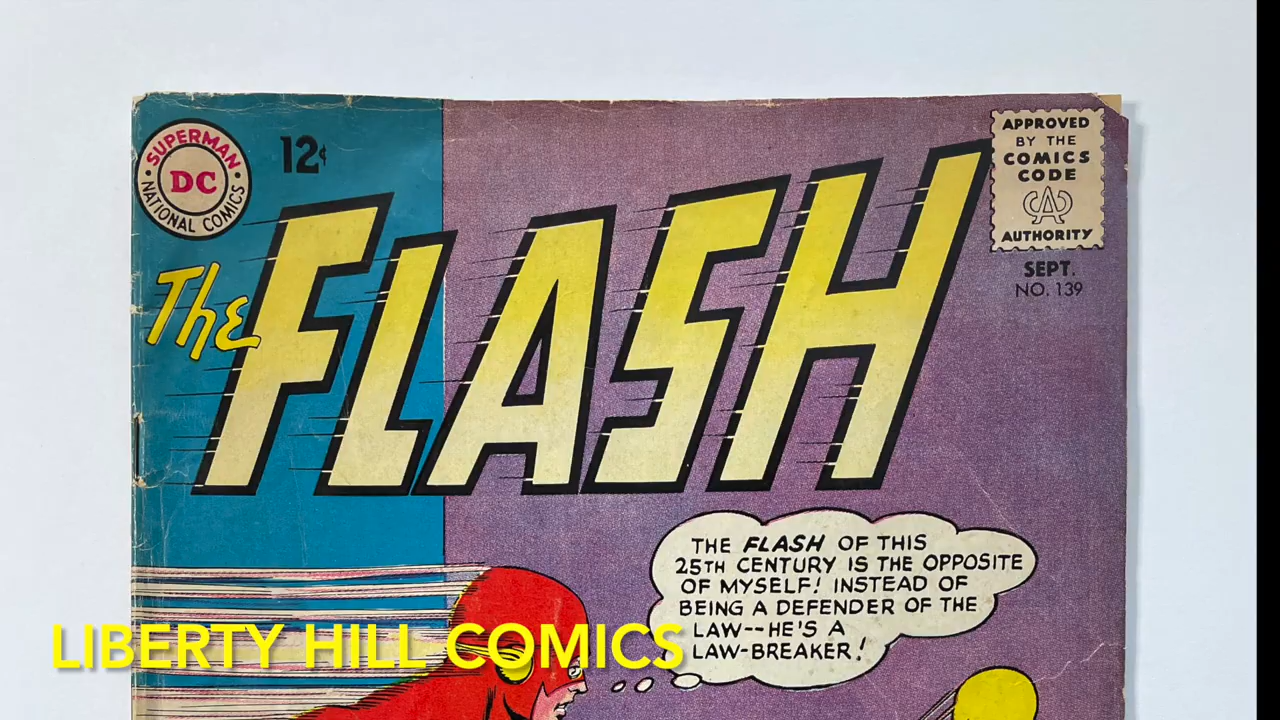 SUPERMAN
DC
NATIONAL COMICS
12¢
The
FLASH
APPROVED
BY THE
COMICS
CODE
CA
AUTHORITY
SEPT.
NO. 139
THE FLASH OF THIS
25TH CENTURY IS THE OPPOSITE
OF MYSELF! INSTEAD OF
BEING A DEFENDER OF THE
LAW--HE'S A
LAW-BREAKER!
LIBERTY HILL COMICS